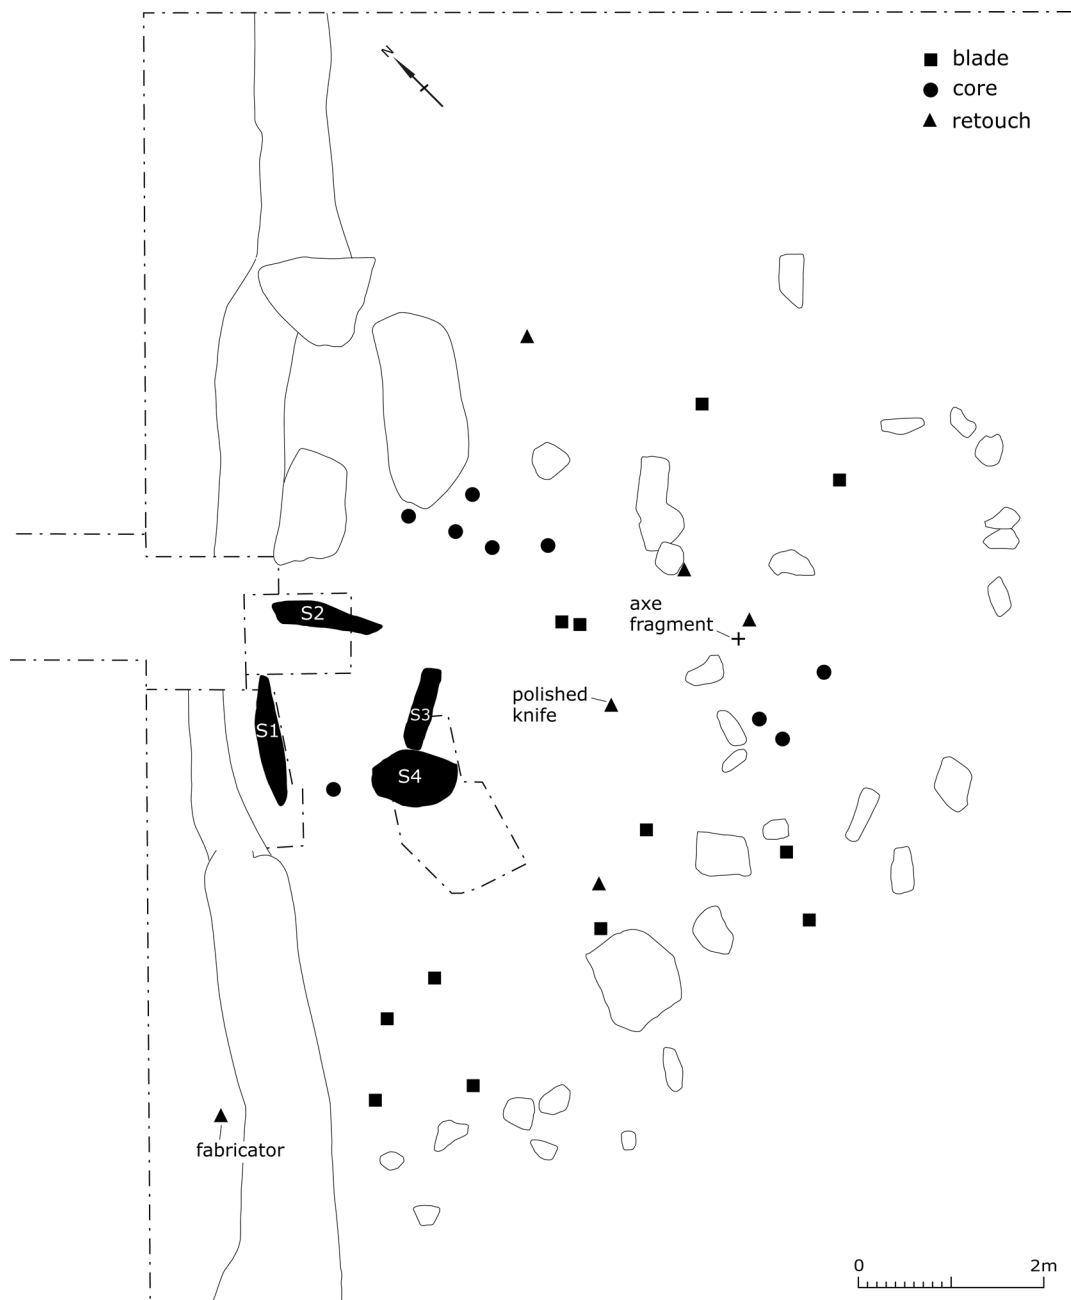 N
blade
core
retouch
S2
axe
fragment
polished
knife
S1
S3
S4
fabricator
0 2m